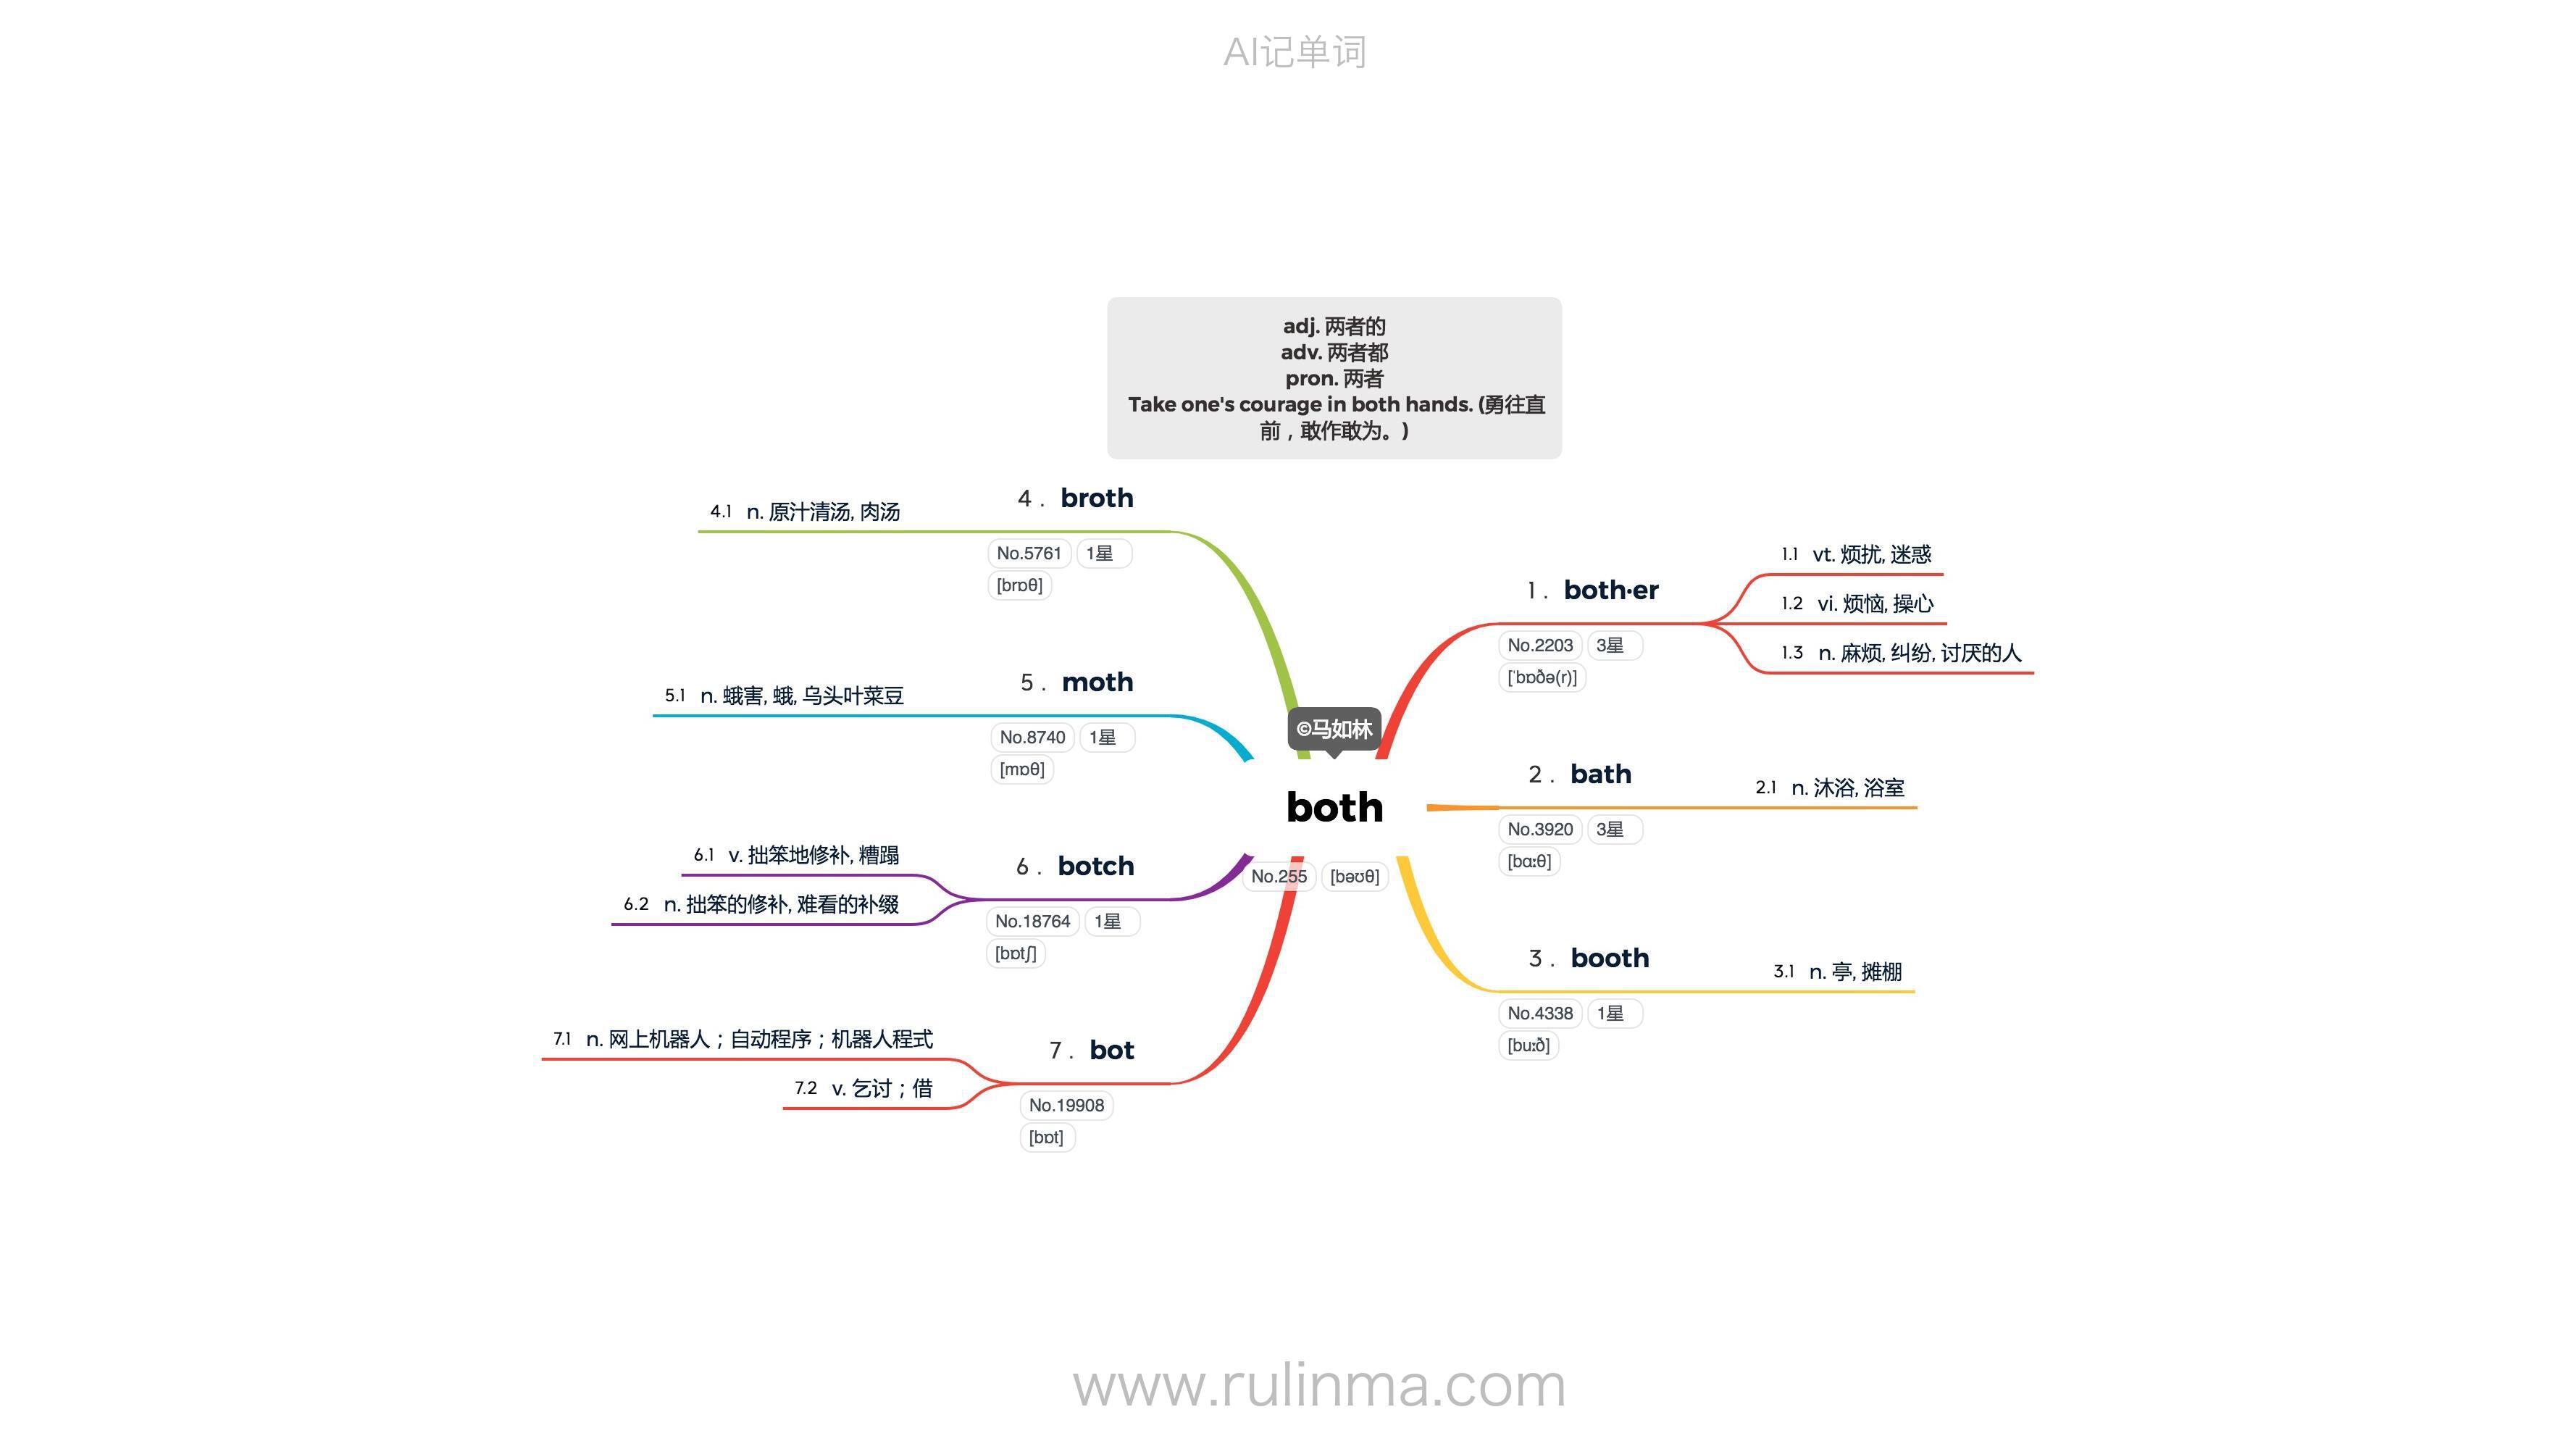 AI记单词
adj. 两者的
adv. 两者都
pron. 两者
Take one's courage in both hands. (勇往直
前，敢作敢为。)
©马如林
both
No.255 [bəʊθ]
1. both·er
No.2203 3星
[ˈbɒðə(r)]
1.1 vt. 烦扰, 迷惑
1.2 vi. 烦恼, 操心
1.3 n. 麻烦, 纠纷, 讨厌的人
2. bath
No.3920 3星
[bɑːθ]
2.1 n. 沐浴, 浴室
3. booth
No.4338 1星
[buːð]
3.1 n. 亭, 摊棚
4. broth
No.5761 1星
[brɒθ]
4.1 n. 原汁清汤, 肉汤
5. moth
No.8740 1星
[mɒθ]
5.1 n. 蛾害, 蛾, 乌头叶菜豆
6. botch
No.18764 1星
[bɒtʃ]
6.1 v. 拙笨地修补, 糟蹋
6.2 n. 拙笨的修补, 难看的补缀
7. bot
No.19908
[bɒt]
7.1 n. 网上机器人；自动程序；机器人程式
7.2 v. 乞讨；借
www.rulinma.com